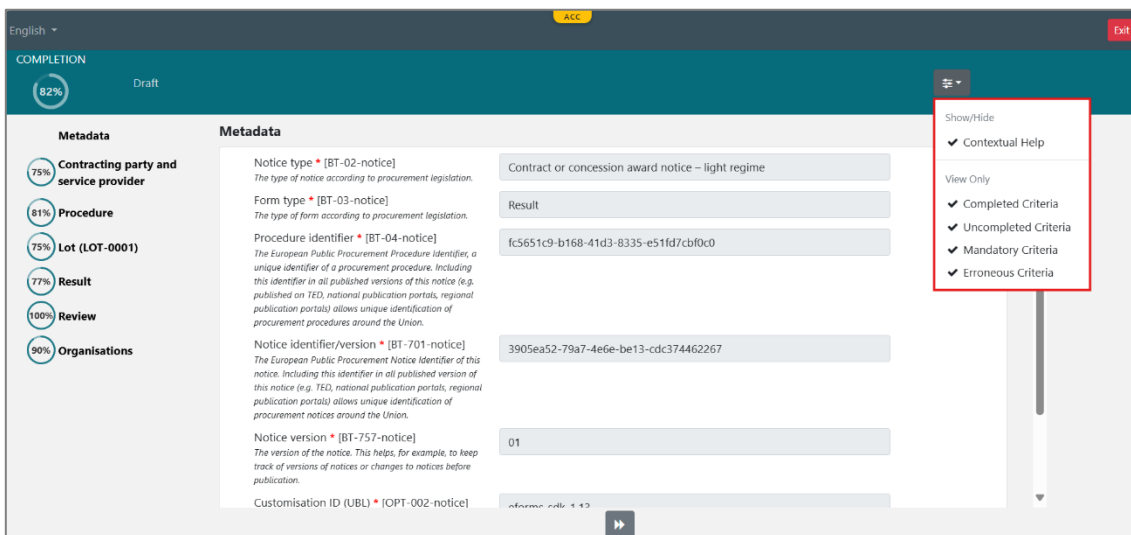 ACC
English
Exit
COMPLETION
82%
Draft
Show/Hide
Contextual Help
View Only
Completed Criteria
Uncompleted Criteria
Mandatory Criteria
Erroneous Criteria
Metadata
75%
Contracting party and
service provider
81%
Procedure
75%
Lot (LOT-0001)
77%
Result
100%
Review
90%
Organisations
Metadata
Notice type * [BT-02-notice]
The type of notice according to procurement legislation.
Contract or concession award notice – light regime
Form type * [BT-03-notice]
The type of form according to procurement legislation.
Result
Procedure identifier * [BT-04-notice]
The European Public Procurement Procedure Identifier, a
unique identifier of a procurement procedure. Including
this identifier in all published versions of this notice (e.g.
published on TED, national publication portals, regional
publication portals) allows unique identification of
procurement procedures around the Union.
fc5651c9-b168-41d3-8335-e51fd7cbf0c0
Notice identifier/version * [BT-701-notice]
The European Public Procurement Notice Identifier of this
notice. Including this identifier in all published version of
this notice (e.g. TED, national publication portals, regional
publication portals) allows unique identification of
procurement notices around the Union.
3905ea52-79a7-4e6e-be13-cdc374462267
Notice version * [BT-757-notice]
The version of the notice. This helps, for example, to keep
track of versions of notices or changes to notices before
publication.
01
Customisation ID (UBL) * [OPT-002-notice]
eforms-sdk-1.13